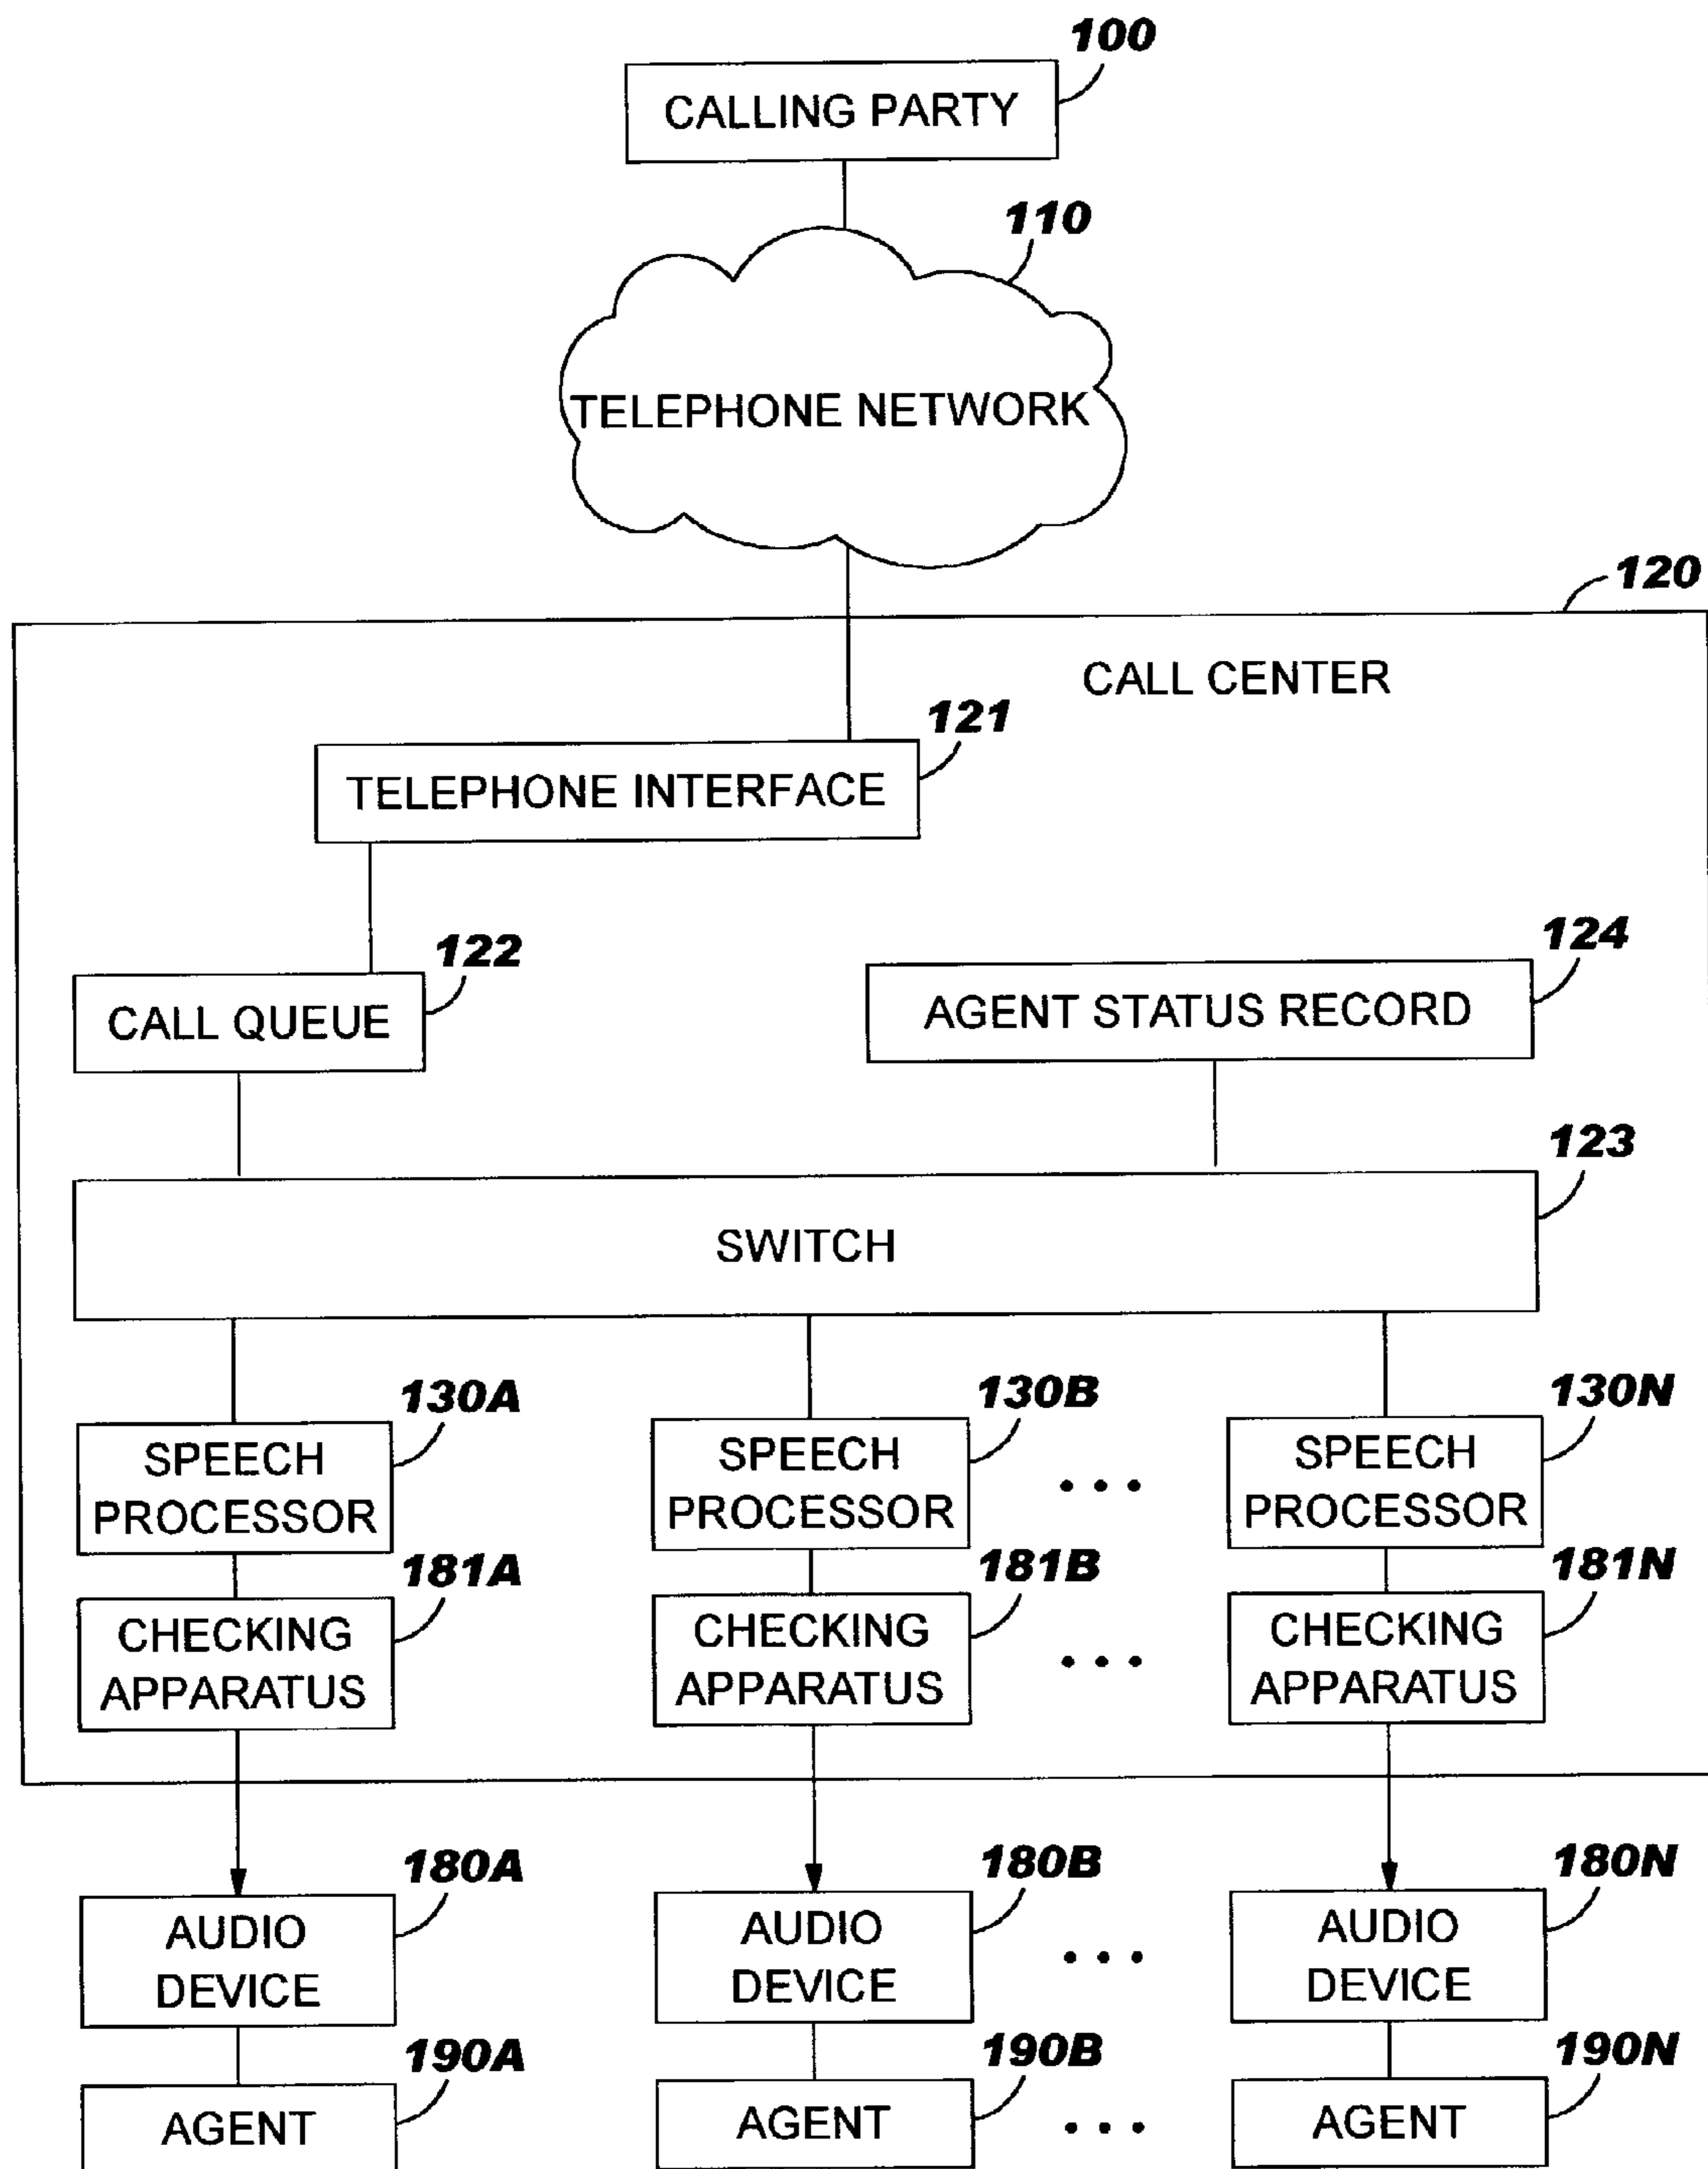 100
CALLING PARTY
110
TELEPHONE NETWORK
120
CALL CENTER
121
TELEPHONE INTERFACE
122
CALL QUEUE
124
AGENT STATUS RECORD
123
SWITCH
130A
SPEECH
PROCESSOR
130B
SPEECH
PROCESSOR
130N
SPEECH
PROCESSOR
181A
CHECKING
APPARATUS
181B
CHECKING
APPARATUS
181N
CHECKING
APPARATUS
180A
AUDIO
DEVICE
180B
AUDIO
DEVICE
180N
AUDIO
DEVICE
190A
AGENT
190B
AGENT
190N
AGENT